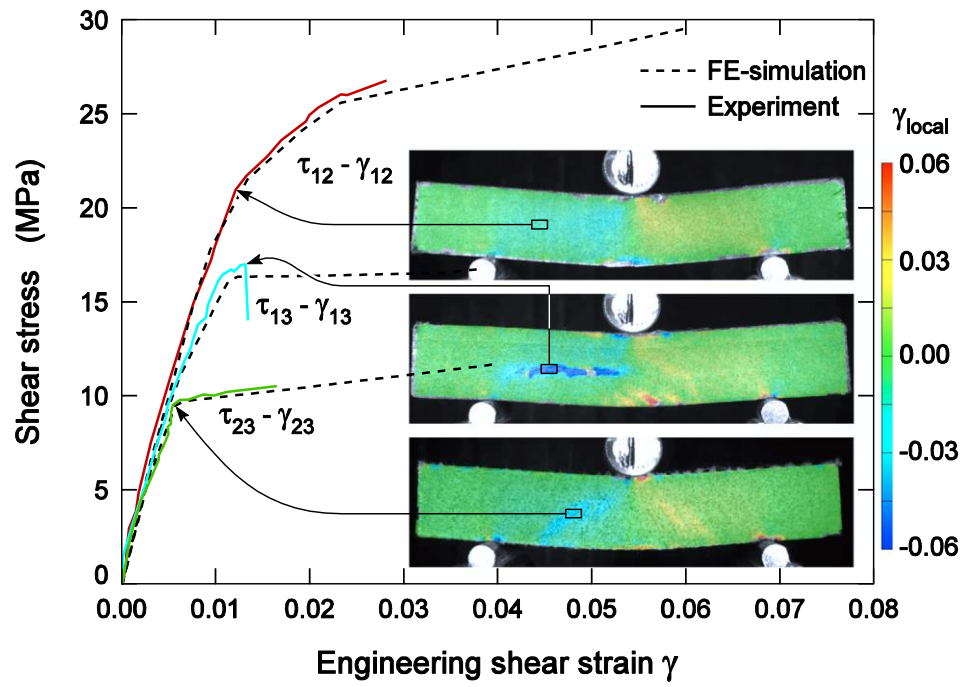 30
25
20
15
10
5
0
Shear stress (MPa)
0.00
0.01
0.02
0.03
0.04
0.05
0.06
0.07
0.08
Engineering shear strain γ
FE-simulation
Experiment
τ12 – γ12
τ13 – γ13
τ23 – γ23
γlocal
0.06
0.03
0.00
-0.03
-0.06